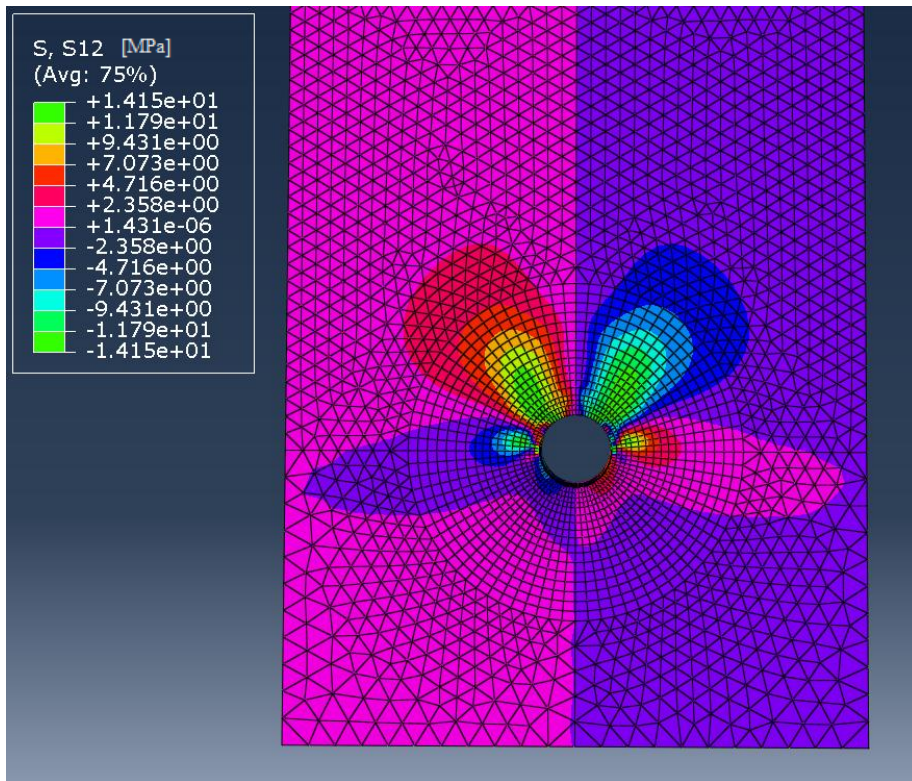 S, S12 [MPa]
(Avg: 75%)
+1.415e+01
+1.179e+01
+9.431e+00
+7.073e+00
+4.716e+00
+2.358e+00
+1.431e-06
-2.358e+00
-4.716e+00
-7.073e+00
-9.431e+00
-1.179e+01
-1.415e+01